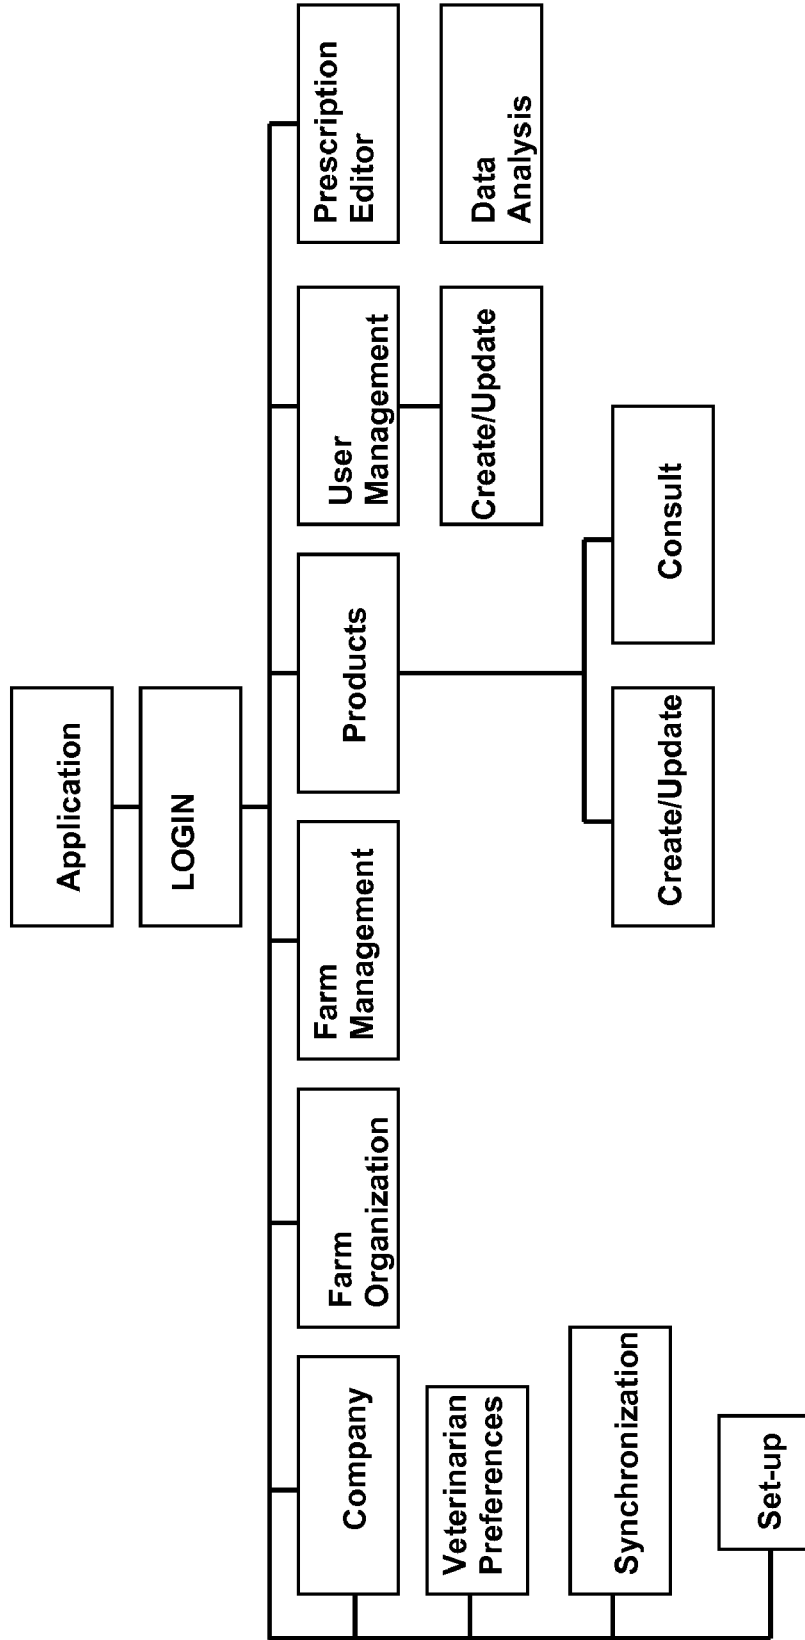 Application
LOGIN
Company
Farm
Organization
Farm
Management
Products
User
Management
Prescription
Editor
Veterinarian
Preferences
Create/Update
Data
Analysis
Synchronization
Create/Update
Consult
Set-up